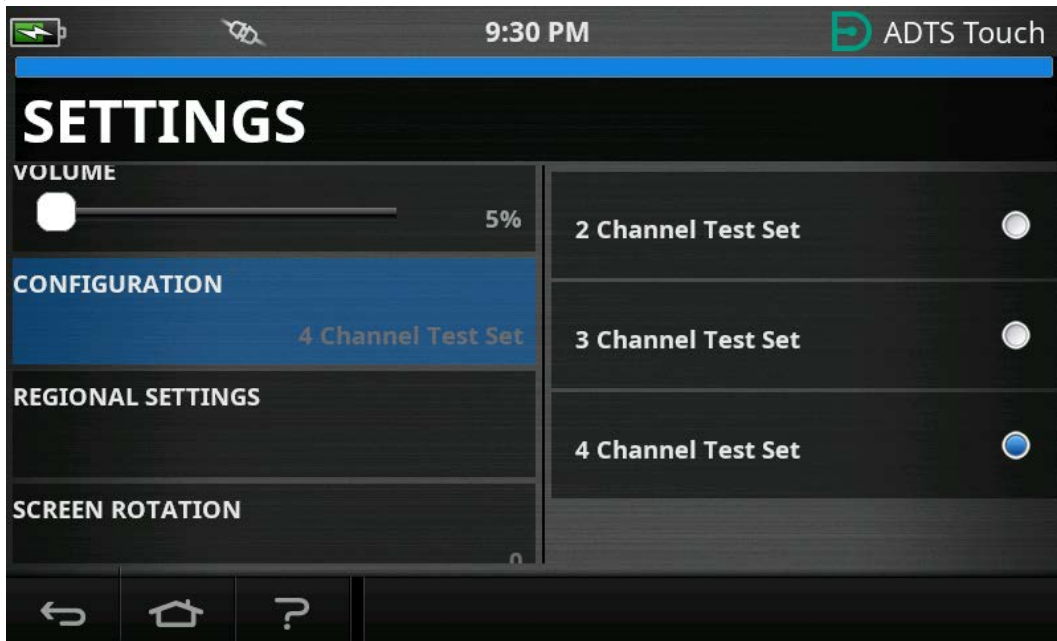 9:30 PM
ADTS Touch
SETTINGS
VOLUME
5%
CONFIGURATION
4 Channel Test Set
REGIONAL SETTINGS
SCREEN ROTATION
0
2 Channel Test Set
3 Channel Test Set
4 Channel Test Set
?